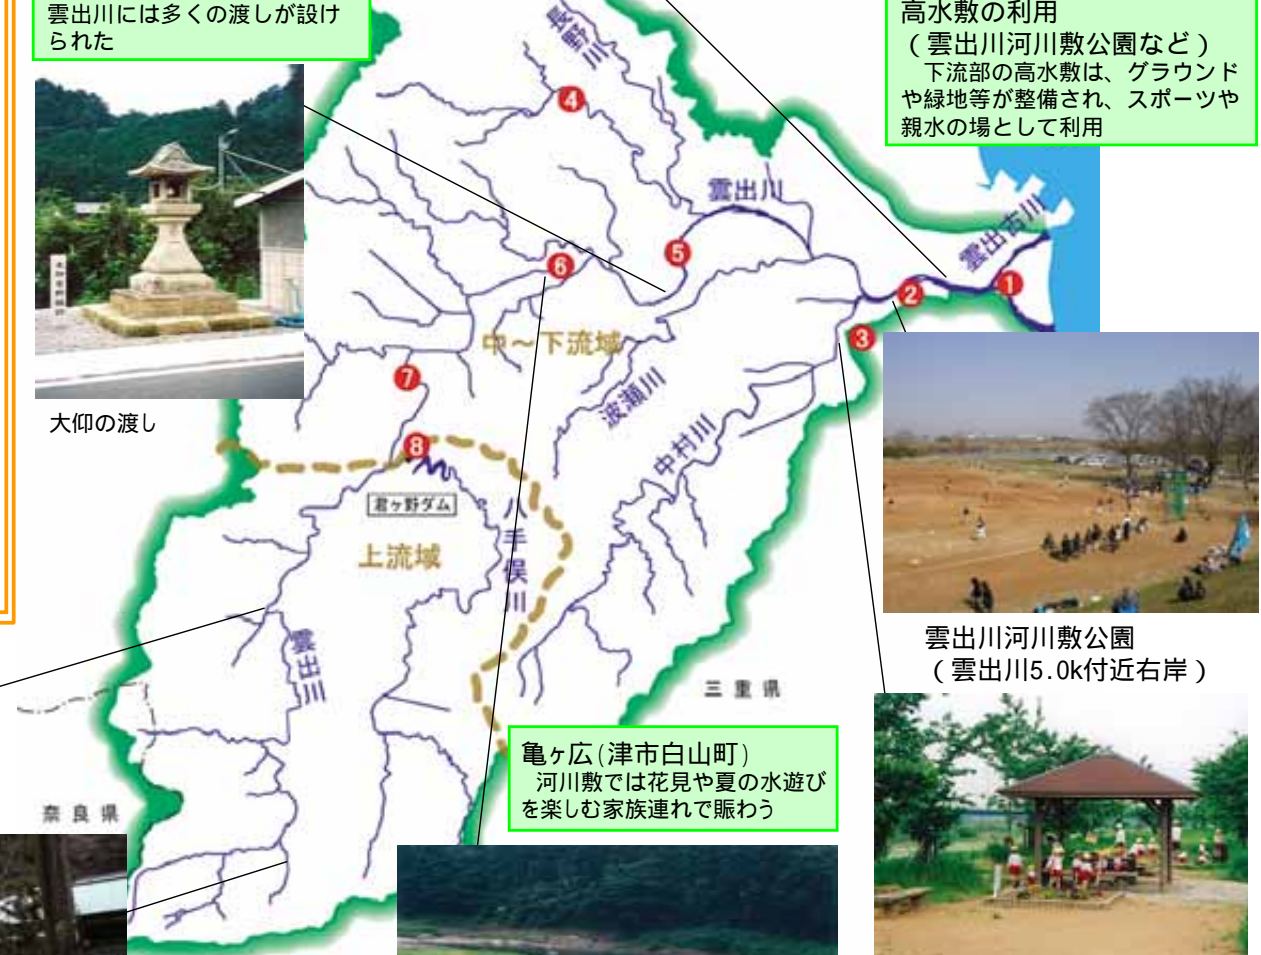 雲出川には多くの渡しが設け
られた
高水敷の利用
（雲出川河川敷公園など）
下流部の高水敷は、グラウンド
や緑地等が整備され、スポーツや
親水の場として利用
長野川
4
雲出川
雲出古川
5
6
1
2
3
中～下流域
7
波瀬川
中村川
大仰の渡し
8
君ヶ野ダム
八手俣川
上流域
雲出川
雲出川河川敷公園
（雲出川5.0k付近右岸）
三重県
亀ヶ広(津市白山町)
河川敷では花見や夏の水遊び
を楽しむ家族連れで賑わう
奈良県